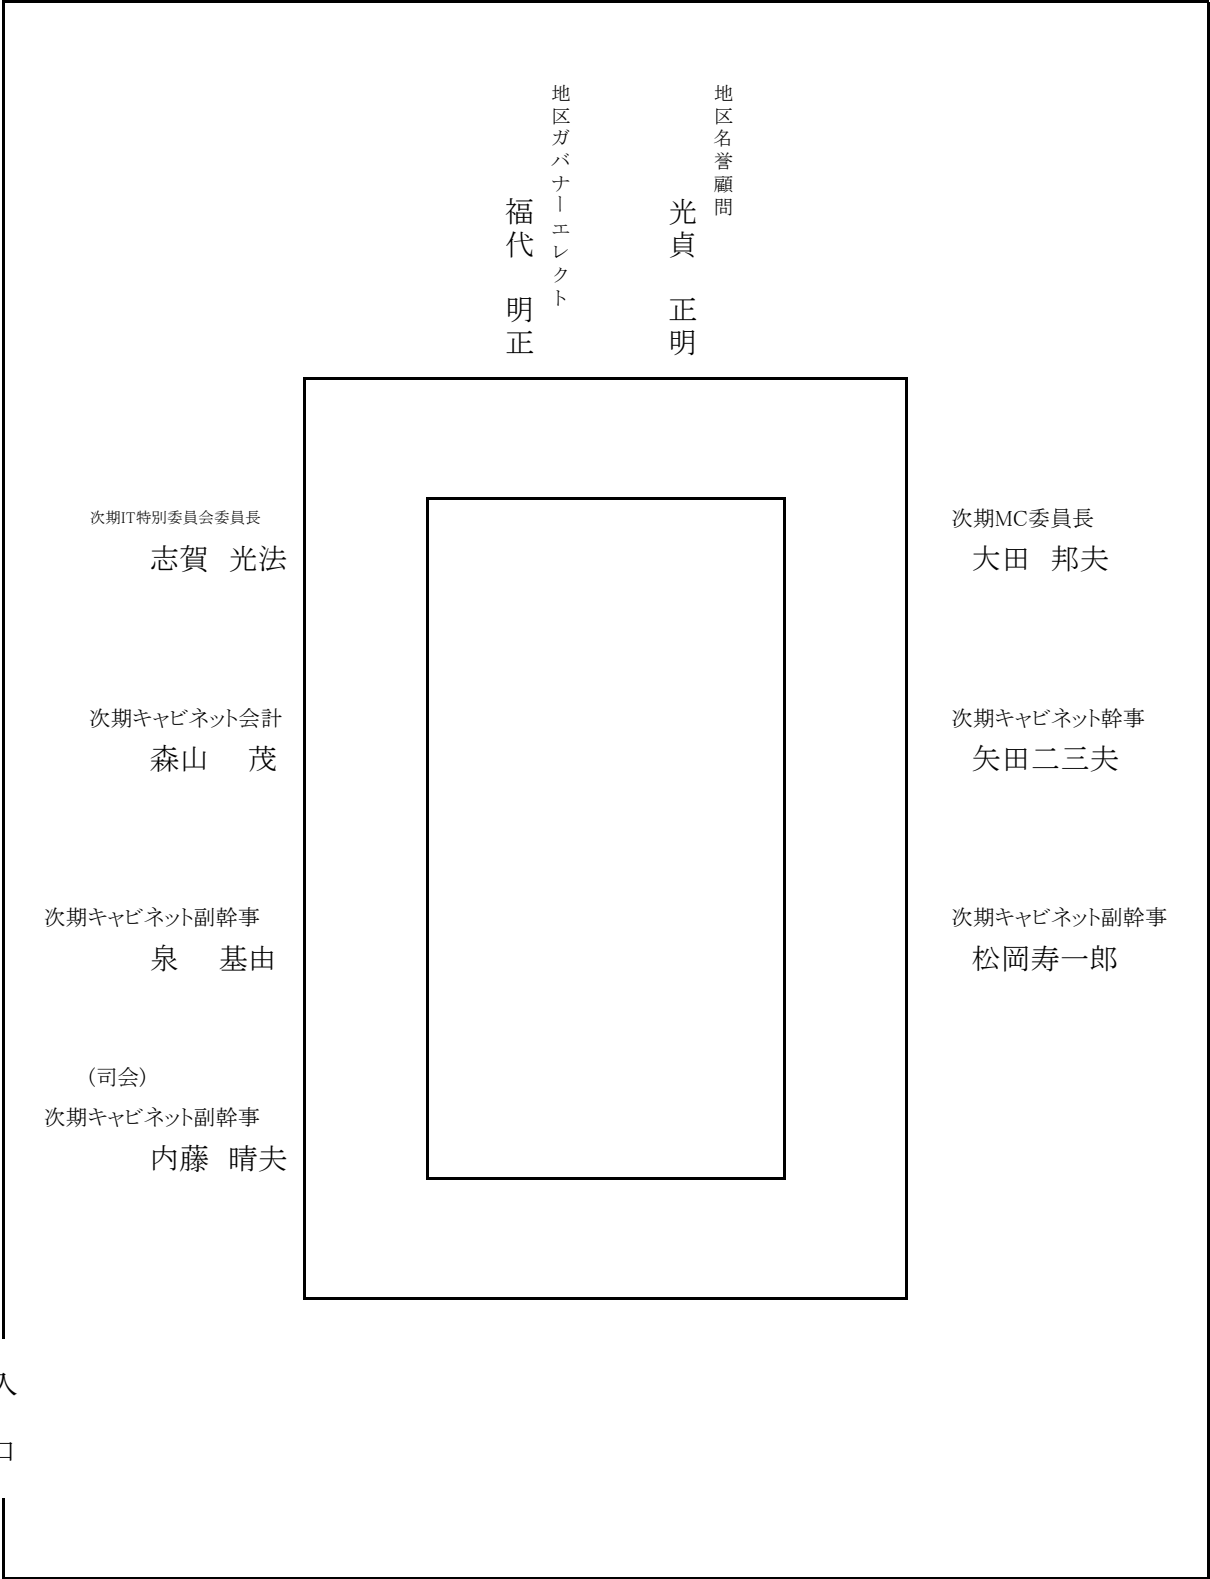 地区名誉顧問
光貞　正明
地区ガバナーエレクト
福代　明正
次期IT特別委員会委員長
志賀　光法
次期MC委員長
大田　邦夫
次期キャビネット会計
森山　茂
次期キャビネット幹事
矢田二三夫
次期キャビネット副幹事
泉　基由
次期キャビネット副幹事
松岡寿一郎
（司会）
次期キャビネット副幹事
内藤　晴夫
入口